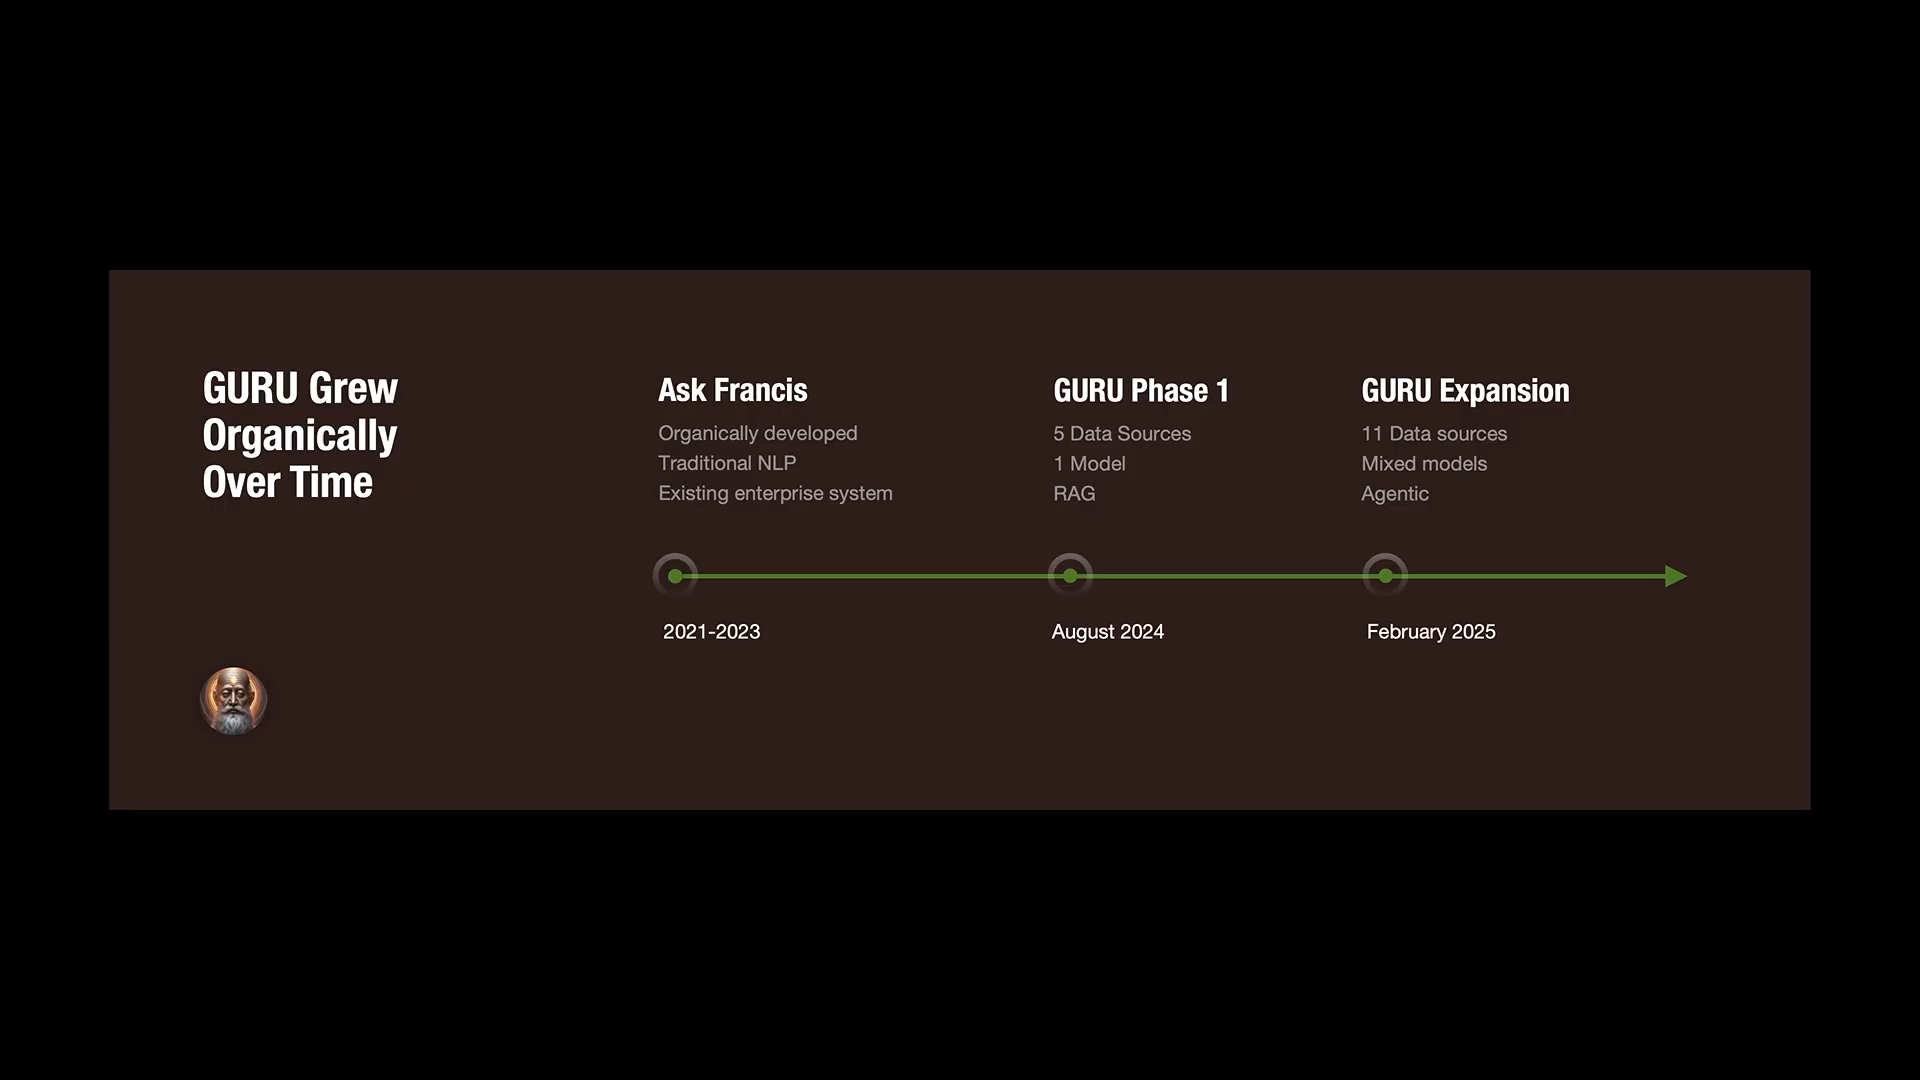 GURU Grew
Organically
Over Time
Ask Francis
Organically developed
Traditional NLP
Existing enterprise system
2021-2023
GURU Phase 1
5 Data Sources
1 Model
RAG
August 2024
GURU Expansion
11 Data sources
Mixed models
Agentic
February 2025